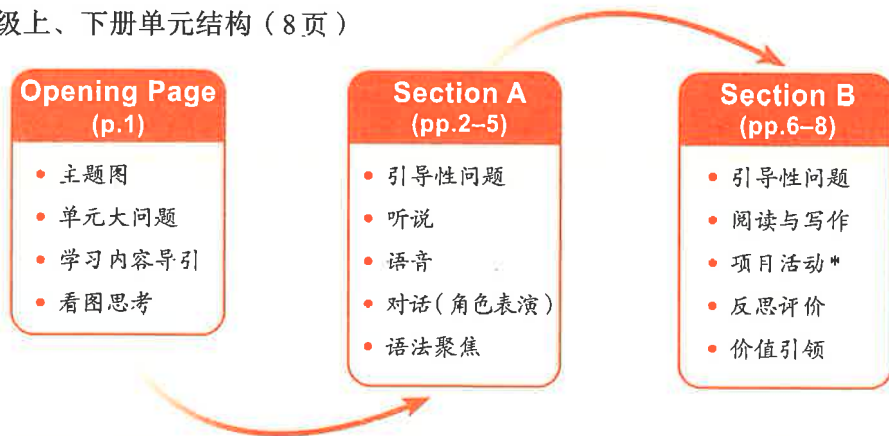 级上、下册单元结构（8页）
Opening Page
(p.1)
• 主题图
• 单元大问题
• 学习内容导引
• 看图思考
Section A
(pp.2–5)
• 引导性问题
• 听说
• 语音
• 对话（角色表演）
• 语法聚焦
Section B
(pp.6–8)
• 引导性问题
• 阅读与写作
• 项目活动*
• 反思评价
• 价值引领